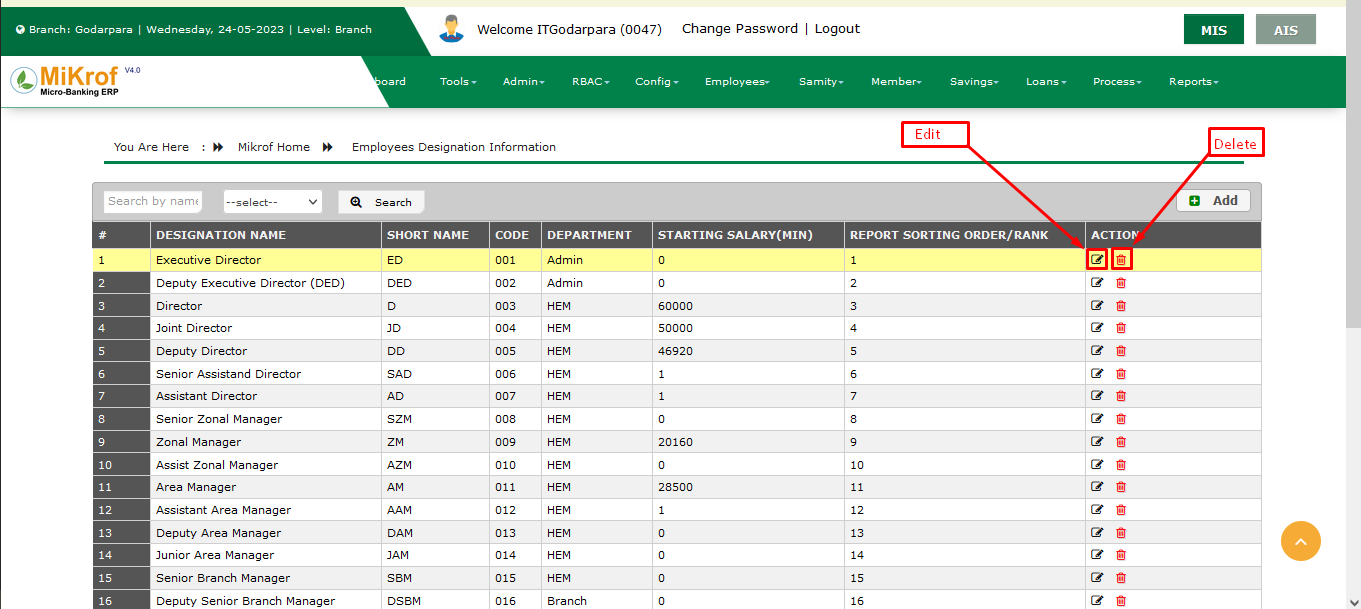 Branch: Godarpara | Wednesday, 24-05-2023 | Level: Branch
Welcome ITGodarpara (0047) Change Password | Logout
MIS AIS
MiKrof V4.0
Micro-Banking ERP
board Tools Admin RBAC Config Employees Samity Member Savings Loans Process Reports
Edit
Delete
You Are Here : Mikrof Home Employees Designation Information
Search by name --select-- Search Add
# DESIGNATION NAME SHORT NAME CODE DEPARTMENT STARTING SALARY(MIN) REPORT SORTING ORDER/RANK ACTION
1 Executive Director ED 001 Admin 0 1
2 Deputy Executive Director (DED) DED 002 Admin 0 2
3 Director D 003 HEM 60000 3
4 Joint Director JD 004 HEM 50000 4
5 Deputy Director DD 005 HEM 46920 5
6 Senior Assistand Director SAD 006 HEM 1 6
7 Assistant Director AD 007 HEM 1 7
8 Senior Zonal Manager SZM 008 HEM 0 8
9 Zonal Manager ZM 009 HEM 20160 9
10 Assist Zonal Manager AZM 010 HEM 0 10
11 Area Manager AM 011 HEM 28500 11
12 Assistant Area Manager AAM 012 HEM 1 12
13 Deputy Area Manager DAM 013 HEM 0 13
14 Junior Area Manager JAM 014 HEM 0 14
15 Senior Branch Manager SBM 015 HEM 0 15
16 Deputy Senior Branch Manager DSBM 016 Branch 0 16